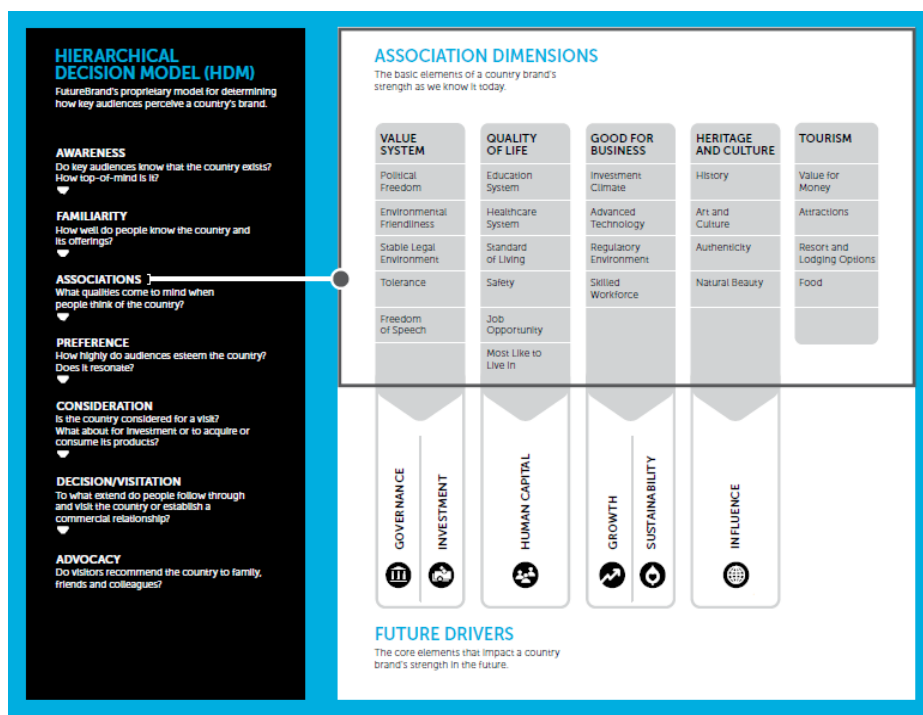 HIERARCHICAL
DECISION MODEL (HDM)
FutureBrand's proprietary model for determining
how key audiences perceive a country's brand.
AWARENESS
Do key audiences know that the country exists?
How top-of-mind is it?
FAMILIARITY
How well do people know the country and
its offerings?
ASSOCIATIONS
What qualities come to mind when
people think of the country?
PREFERENCE
How highly do audiences esteem the country?
Does it resonate?
CONSIDERATION
Is the country considered for a visit?
What about for investment or to acquire or
consume its products?
DECISION/VISITATION
To what extend do people follow through
and visit the country or establish a
commercial relationship?
ADVOCACY
Do visitors recommend the country to family,
friends and colleagues?
ASSOCIATION DIMENSIONS
The basic elements of a country brand's
strength as we know it today.
VALUE
SYSTEM
Political
Freedom
Environmental
Friendliness
Stable Legal
Environment
Tolerance
Freedom
of Speech
QUALITY
OF LIFE
Education
System
Healthcare
System
Standard
of Living
Safety
Job
Opportunity
Most Like to
Live In
GOOD FOR
BUSINESS
Investment
Climate
Advanced
Technology
Regulatory
Environment
Skilled
Workforce
HERITAGE
AND CULTURE
History
Art and
Culture
Authenticity
Natural Beauty
TOURISM
Value for
Money
Attractions
Resort and
Lodging Options
Food
GOVERNANCE
INVESTMENT
HUMAN CAPITAL
GROWTH
SUSTAINABILITY
INFLUENCE
FUTURE DRIVERS
The core elements that impact a country
brand's strength in the future.